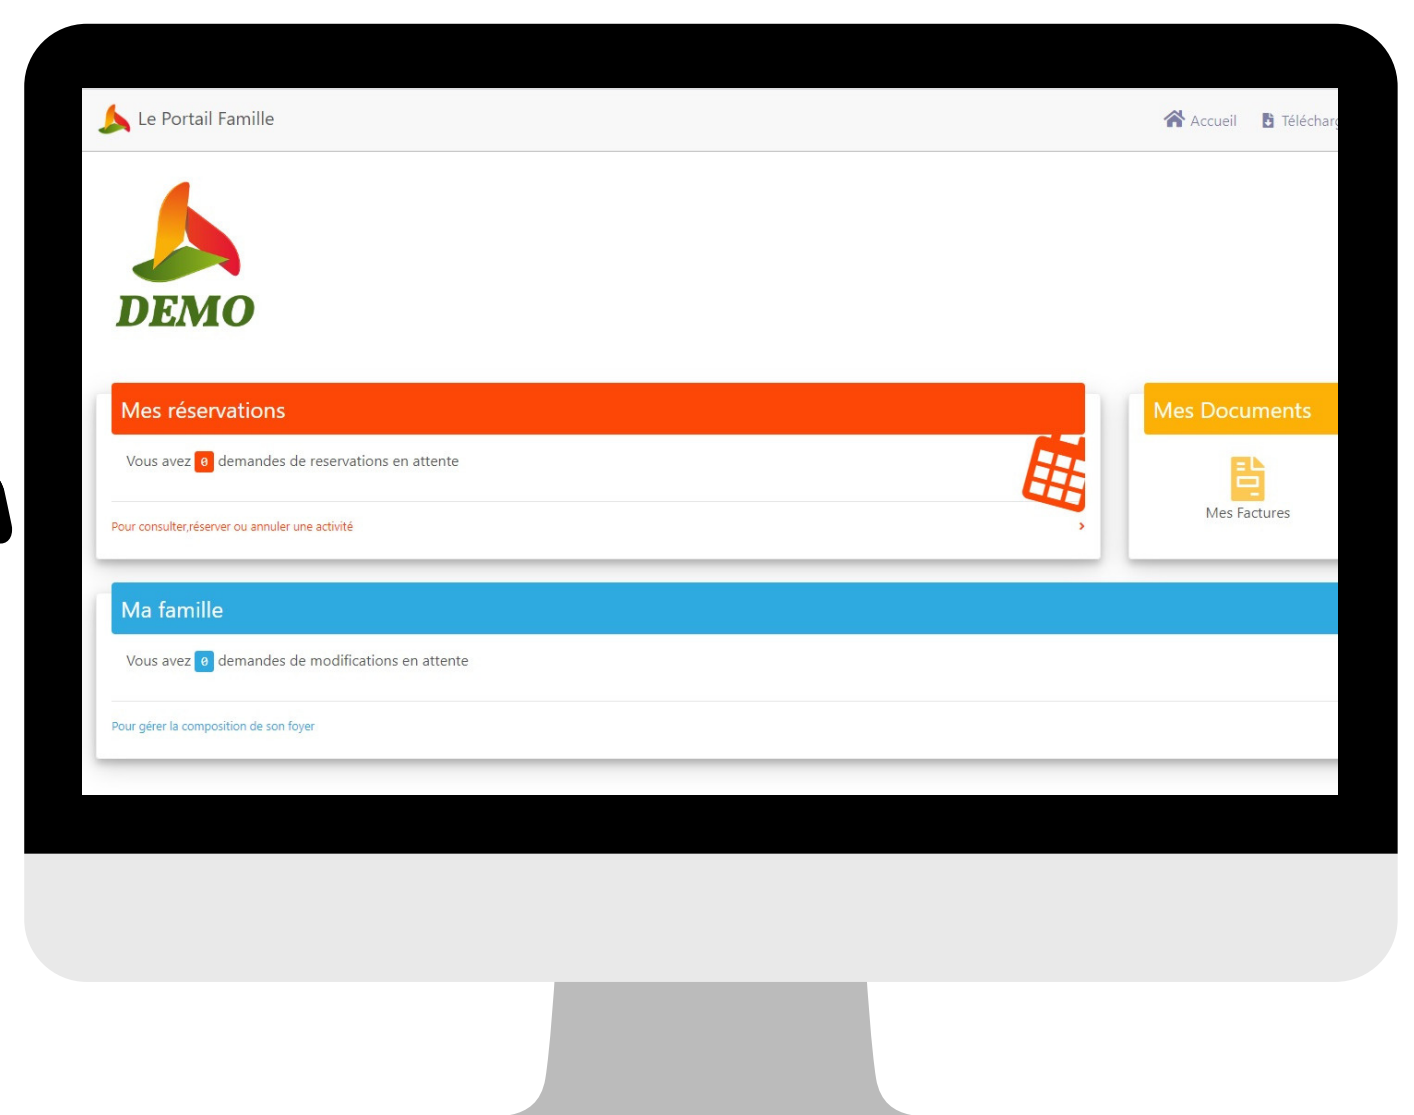 Le Portail Famille
Accueil
DEMO
Mes réservations
Vous avez 0 demandes de reservations en attente
Pour consulter,réserver ou annuler une activité
Mes Documents
Mes Factures
Ma famille
Vous avez 0 demandes de modifications en attente
Pour gérer la composition de son foyer